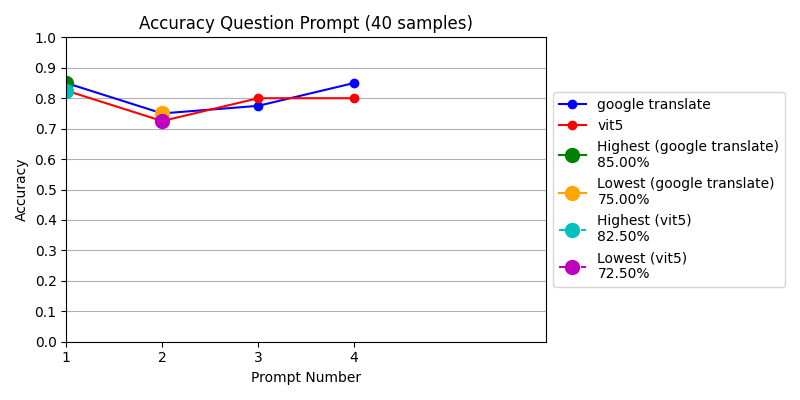 Accuracy Question Prompt (40 samples)
1.0
0.9
0.8
0.7
0.6
0.5
0.4
0.3
0.2
0.1
0.0
Accuracy
1 2 3 4
Prompt Number
google translate
vit5
Highest (google translate)
85.00%
Lowest (google translate)
75.00%
Highest (vit5)
82.50%
Lowest (vit5)
72.50%